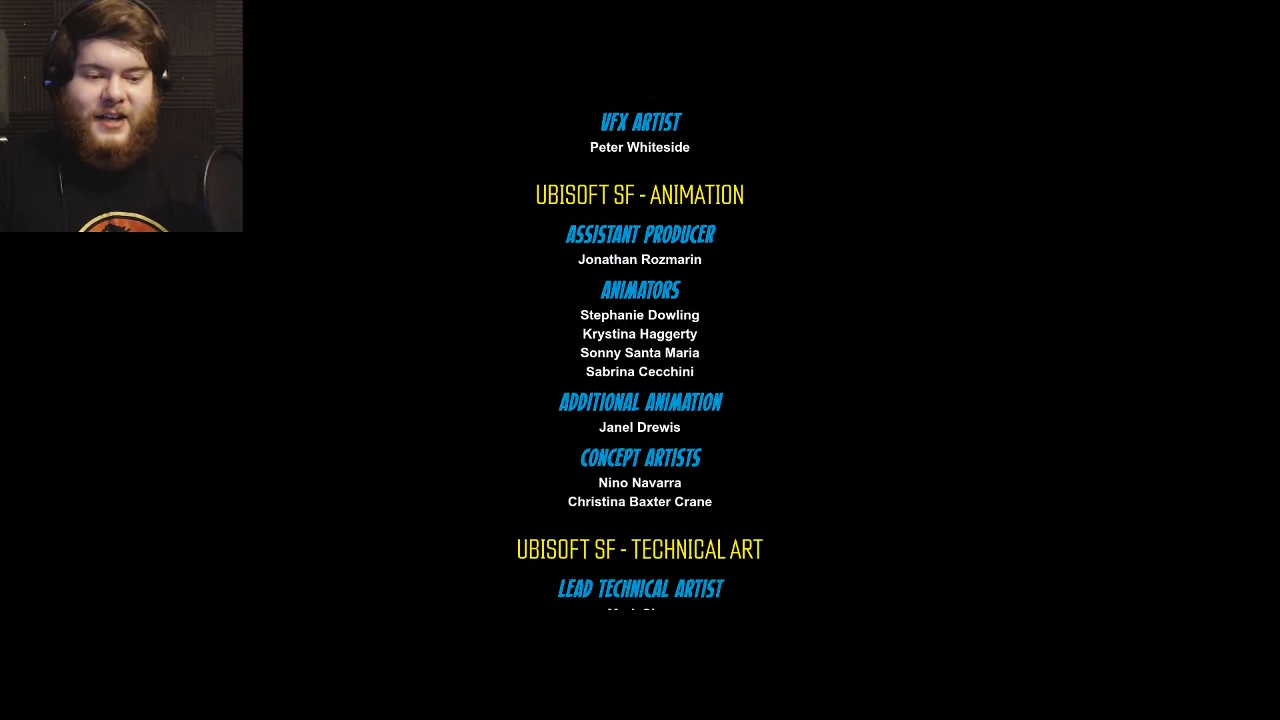 VFX ARTIST
Peter Whiteside
UBISOFT SF - ANIMATION
ASSISTANT PRODUCER
Jonathan Rozmarin
ANIMATORS
Stephanie Dowling
Krystina Haggerty
Sonny Santa Maria
Sabrina Cecchini
ADDITIONAL ANIMATION
Janel Drewis
CONCEPT ARTISTS
Nino Navarra
Christina Baxter Crane
UBISOFT SF - TECHNICAL ART
LEAD TECHNICAL ARTIST